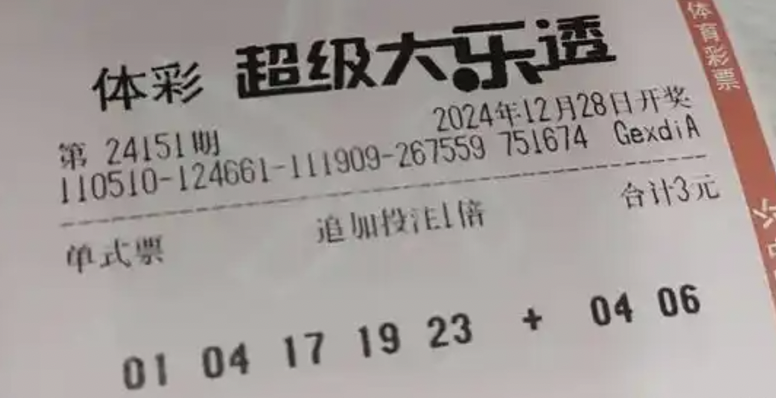 体彩 超级大乐透
第 24151期 2024年12月28日开奖
110510-124661-111909-267559 751674 GexdiA
单式票 追加投注1倍 合计3元
01 04 17 19 23 + 04 06
体育彩票